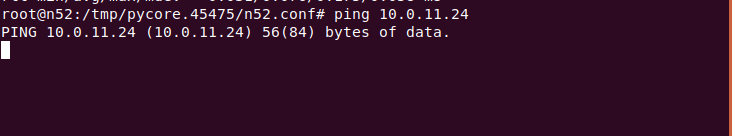 root@n52:/tmp/pycore.45475/n52.conf# ping 10.0.11.24
PING 10.0.11.24 (10.0.11.24) 56(84) bytes of data.